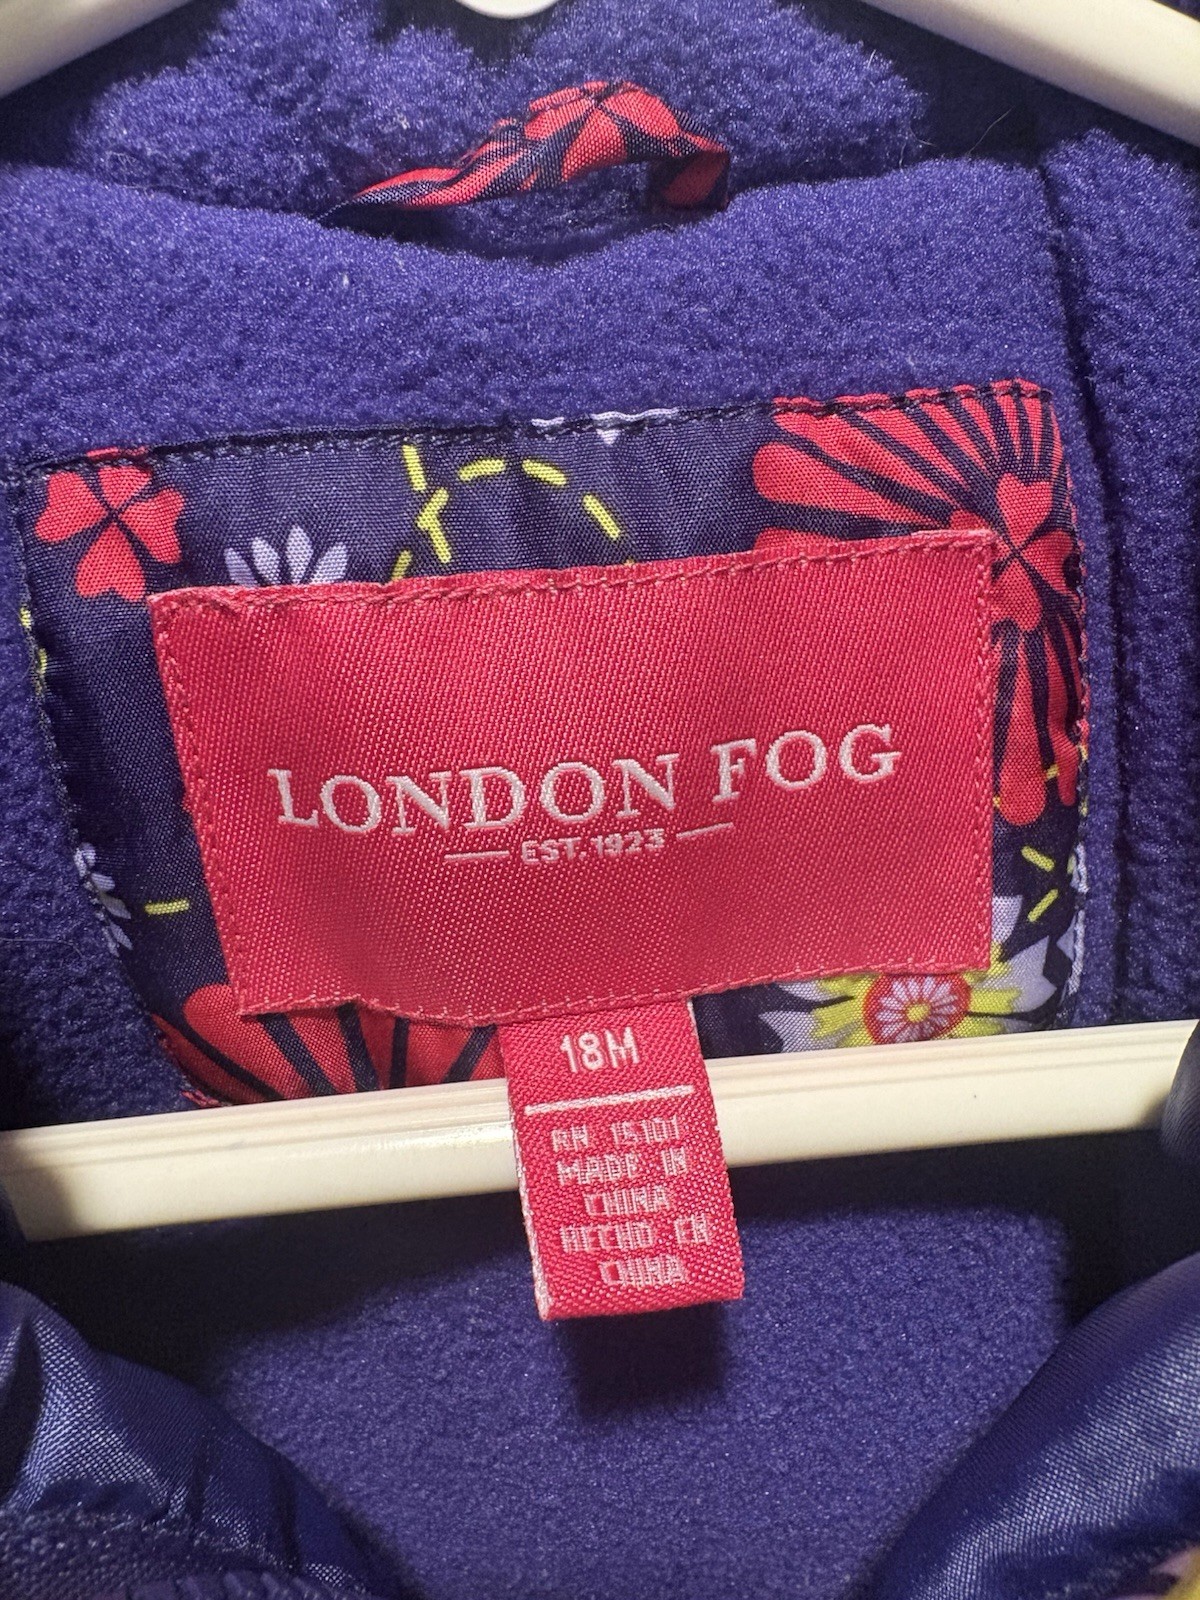 LONDON FOG
EST. 1923
18M
RN 15101
MADE IN
CHINA
HECHO EN
CHINA